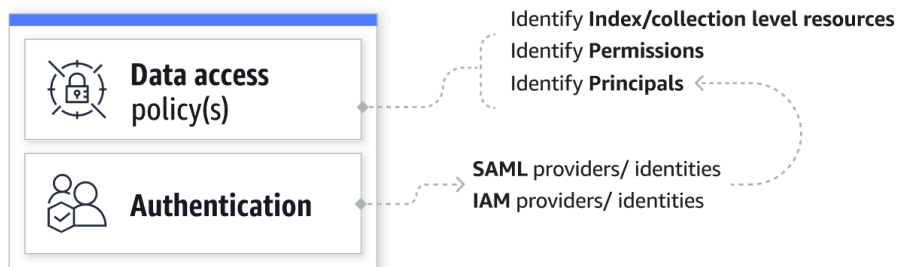 Data access
policy(s)
Identify Index/collection level resources
Identify Permissions
Identify Principals
Authentication
SAML providers/ identities
IAM providers/ identities